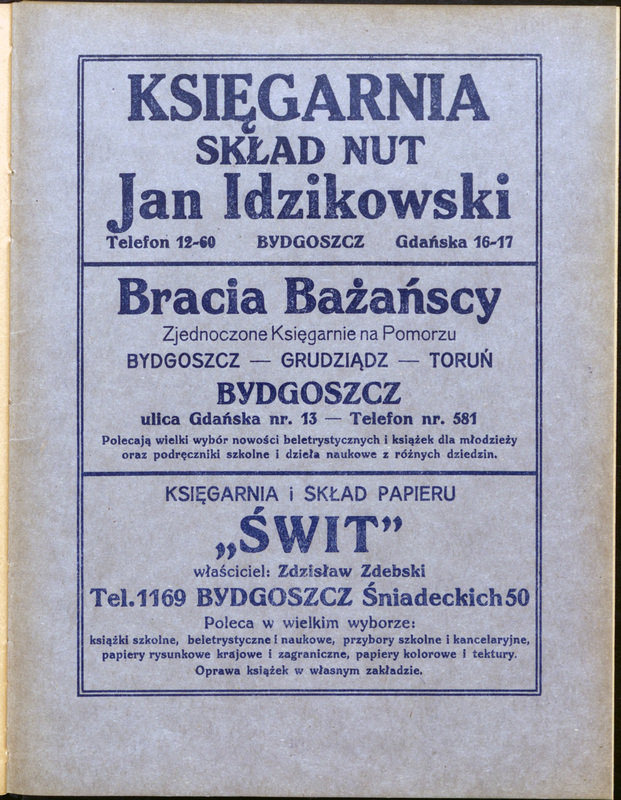 KSIĘGARNIA
SKŁAD NUT
Jan Idzikowski
Telefon 12-60 BYDGOSZCZ Gdańska 16-17
Bracia Bażańscy
Zjednoczone Księgarnie na Pomorzu
BYDGOSZCZ — GRUDZIĄDZ — TORUŃ
BYDGOSZCZ
ulica Gdańska nr. 13 — Telefon nr. 581
Polecają wielki wybór nowości beletrystycznych i książek dla młodzieży
oraz podręczniki szkolne i dzieła naukowe z różnych dziedzin.
KSIĘGARNIA i SKŁAD PAPIERU
„ŚWIT”
właściciel: Zdzisław Zdebski
Tel. 1169 BYDGOSZCZ Śniadeckich 50
Poleca w wielkim wyborze:
książki szkolne, beletrystyczne i naukowe, przybory szkolne i kancelaryjne,
papiery rysunkowe krajowe i zagraniczne, papiery kolorowe i tektury.
Oprawa książek w własnym zakładzie.